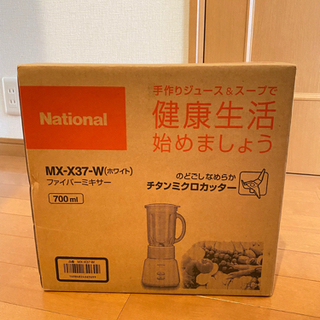 National
手作りジュース&スープで
健康生活
始めましょう
MX-X37-W(ホワイト)
ファイバーミキサー
700ml
のどごしなめらか
チタンミクロカッター